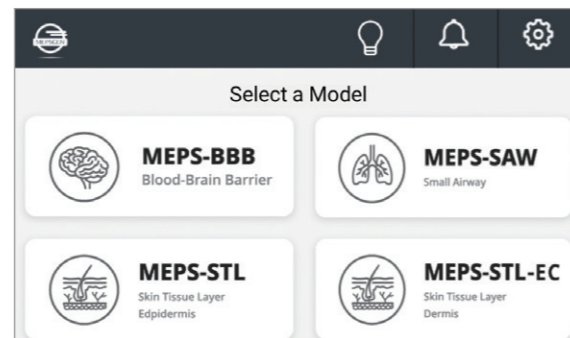 MEPSGEN
Select a Model
MEPS-BBB
Blood-Brain Barrier
MEPS-SAW
Small Airway
MEPS-STL
Skin Tissue Layer
Edpidermis
MEPS-STL-EC
Skin Tissue Layer
Dermis